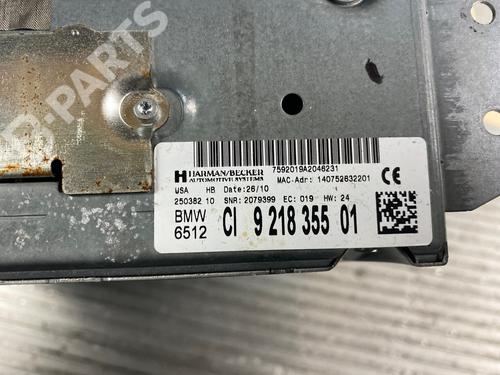 B-PARTS
HARMAN/BECKER
AUTOMOTIVE SYSTEMS
7592019A2046231
MAC-Adr: 140752632201
USA HB Date:26/10
250382 10 SNR: 2079399 EC: 019 HW: 24
BMW CI 9 218 355 01
6512
CE